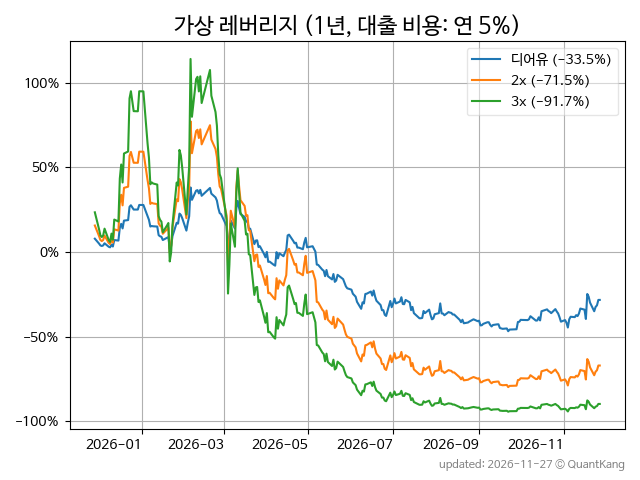 가상 레버리지 (1년, 대출 비용: 연 5%)
디어유 (−33.5%)
2x (−71.5%)
3x (−91.7%)
100%
50%
0%
−50%
−100%
2026-01 2026-03 2026-05 2026-07 2026-09 2026-11
updated: 2026-11-27 © QuantKang